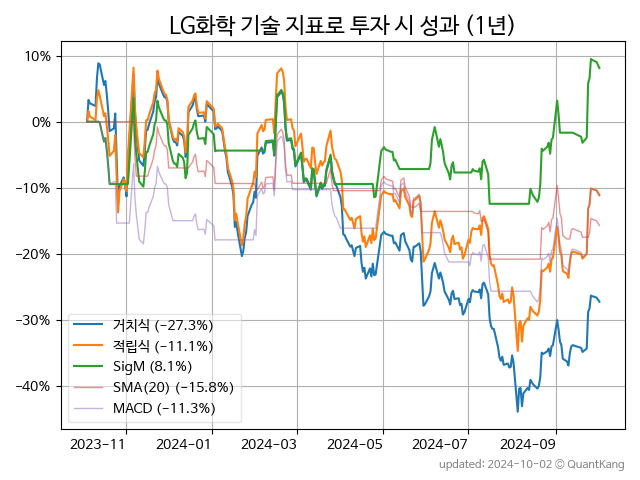 LG화학 기술 지표로 투자 시 성과 (1년)
10%
0%
−10%
−20%
−30%
−40%
거치식 (−27.3%)
적립식 (−11.1%)
SigM (8.1%)
SMA(20) (−15.8%)
MACD (−11.3%)
2023−11
2024−01
2024−03
2024−05
2024−07
2024−09
updated: 2024-10-02 © QuantKang